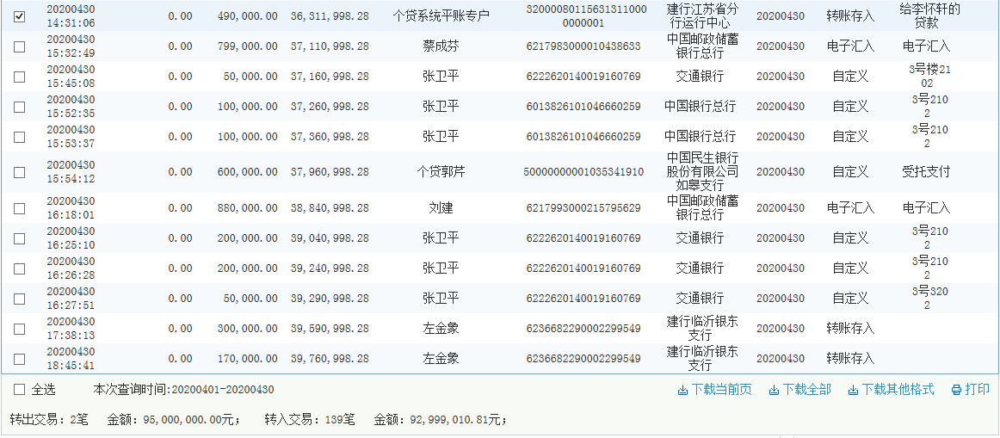 20200430 14:31:06 0.00 490,000.00 36,311,998.28 个贷系统平账专户 32000080115631311000 0000001 建行江苏省分行运行中心 20200430 转账存入 给李怀轩的贷款
20200430 15:32:49 0.00 799,000.00 37,110,998.28 蔡成芬 6217983000010438633 中国邮政储蓄银行总行 20200430 电子汇入 电子汇入
20200430 15:45:08 0.00 50,000.00 37,160,998.28 张卫平 6222620140019160769 交通银行 20200430 自定义 3号楼2102
20200430 15:52:35 0.00 100,000.00 37,260,998.28 张卫平 6013826101046660259 中国银行总行 20200430 自定义 3号2102
20200430 15:53:37 0.00 100,000.00 37,360,998.28 张卫平 6013826101046660259 中国银行总行 20200430 自定义 3号2102
20200430 15:54:12 0.00 600,000.00 37,960,998.28 个贷郭芹 50000000001035341910 中国民生银行股份有限公司如皋支行 20200430 自定义 受托支付
20200430 16:18:01 0.00 880,000.00 38,840,998.28 刘建 6217993000215795629 中国邮政储蓄银行总行 20200430 电子汇入 电子汇入
20200430 16:25:10 0.00 200,000.00 39,040,998.28 张卫平 6222620140019160769 交通银行 20200430 自定义 3号2102
20200430 16:26:28 0.00 200,000.00 39,240,998.28 张卫平 6222620140019160769 交通银行 20200430 自定义 3号2102
20200430 16:27:51 0.00 50,000.00 39,290,998.28 张卫平 6222620140019160769 交通银行 20200430 自定义 3号3202
20200430 17:38:13 0.00 300,000.00 39,590,998.28 左金象 6236682290002299549 建行临沂银东支行 20200430 转账存入
20200430 18:45:41 0.00 170,000.00 39,760,998.28 左金象 6236682290002299549 建行临沂银东支行 20200430 转账存入
全选 本次查询时间:20200401-20200430 下载当前页 下载全部 下载其他格式 打印
转出交易：2笔 金额：95,000,000.00元； 转入交易：139笔 金额：92,999,010.81元；